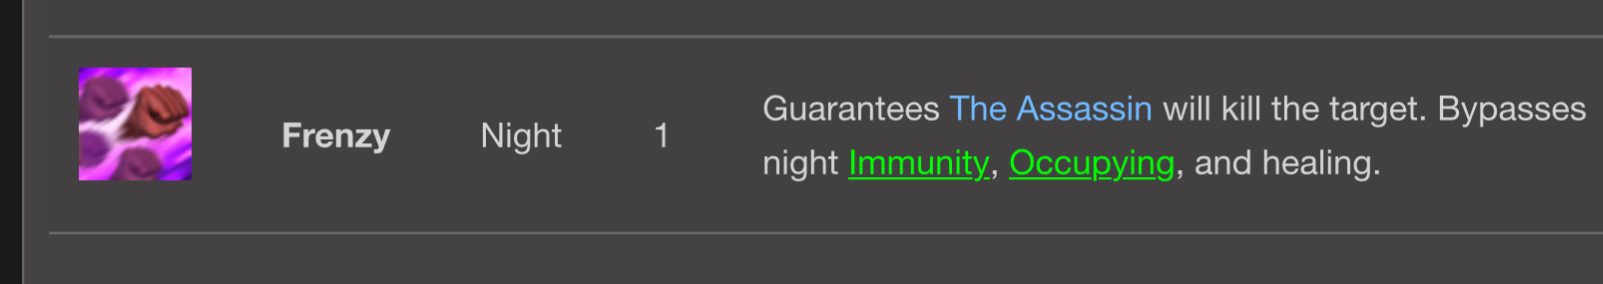 Frenzy Night 1 Guarantees The Assassin will kill the target. Bypasses
night Immunity, Occupying, and healing.